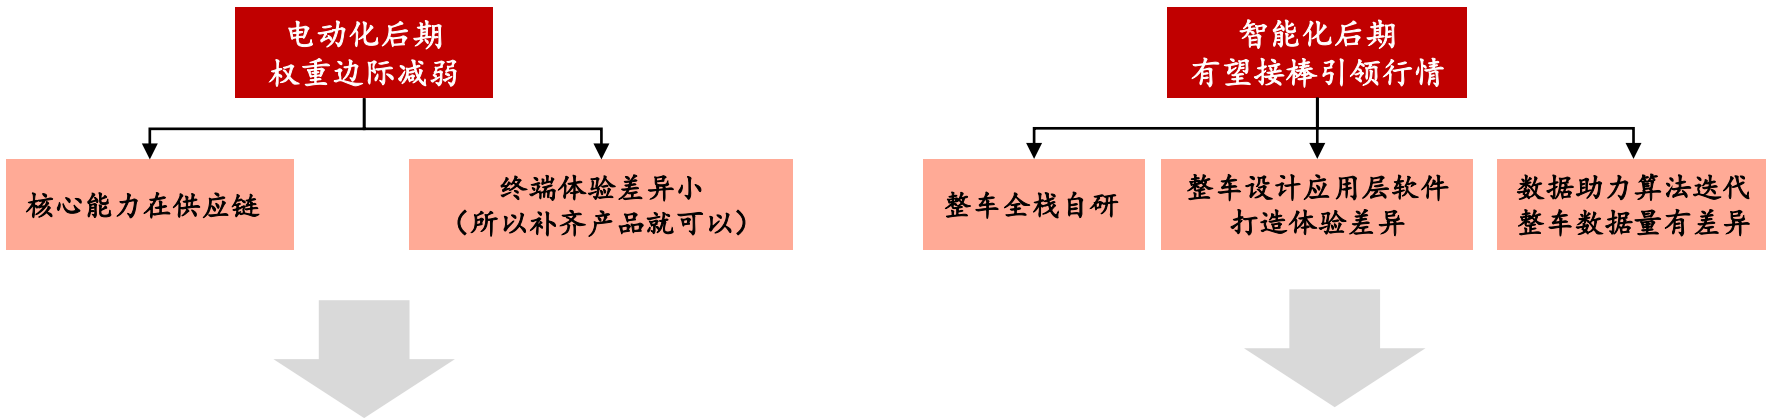 电动化后期
权重边际减弱
核心能力在供应链
终端体验差异小
（所以补齐产品就可以）
智能化后期
有望接棒引领行情
整车全栈自研
整车设计应用层软件
打造体验差异
数据助力算法迭代
整车数据量有差异